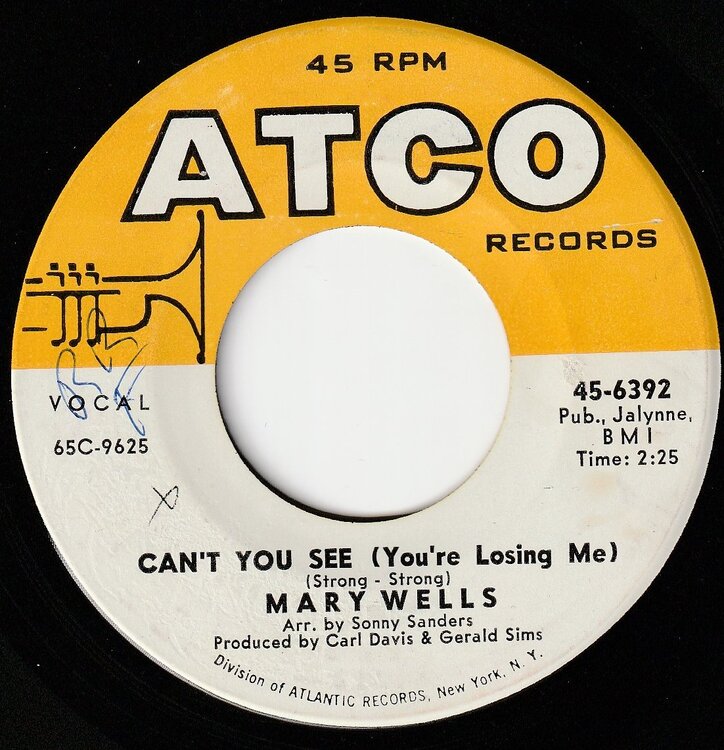 45 RPM
ATCO
RECORDS
VOCAL
65C-9625
45-6392
Pub., Jalynne,
BMI
Time: 2:25
CAN'T YOU SEE (You're Losing Me)
(Strong - Strong)
MARY WELLS
Arr. by Sonny Sanders
Produced by Carl Davis & Gerald Sims
Division of ATLANTIC RECORDS, New York, N. Y.